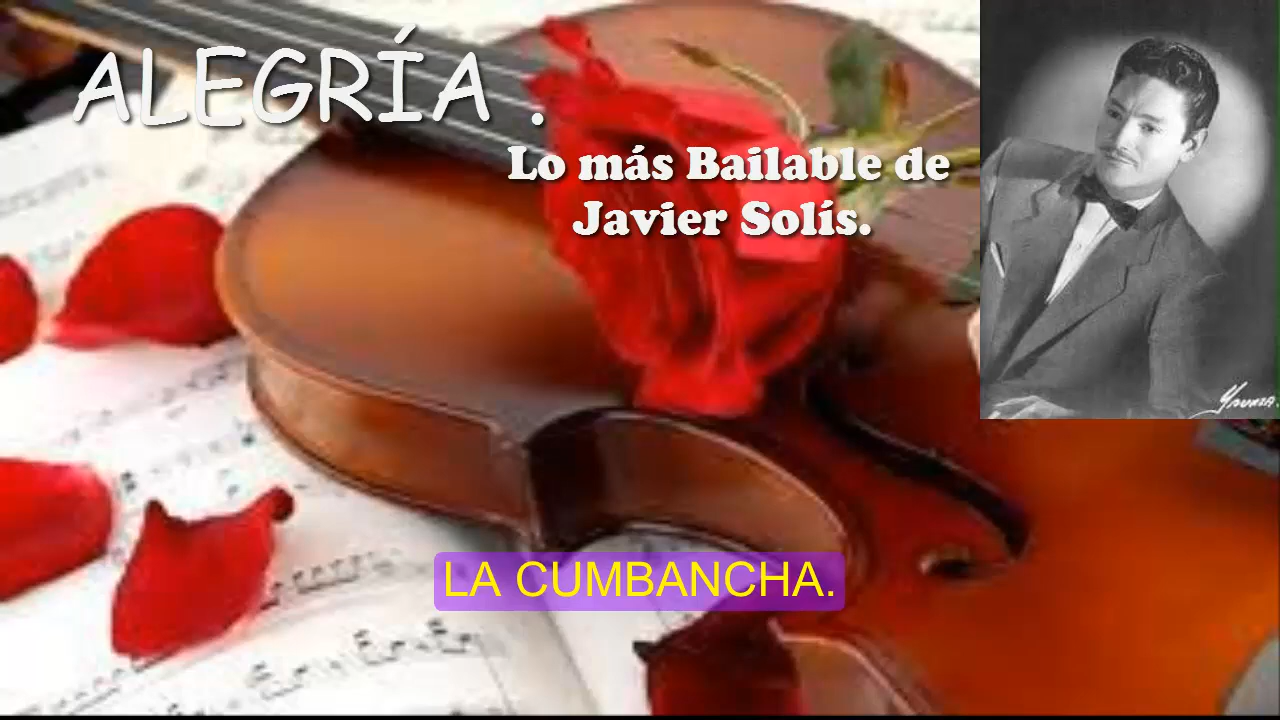 ALEGRÍA .
Lo más Bailable de
Javier Solís.
LA CUMBANCHA.